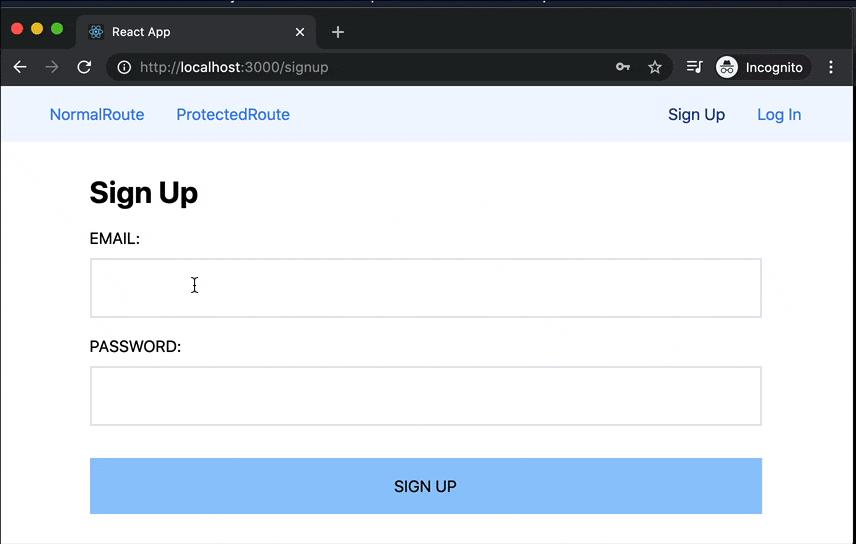 React App
http://localhost:3000/signup
Incognito
NormalRoute ProtectedRoute Sign Up Log In
Sign Up
EMAIL:
PASSWORD:
SIGN UP